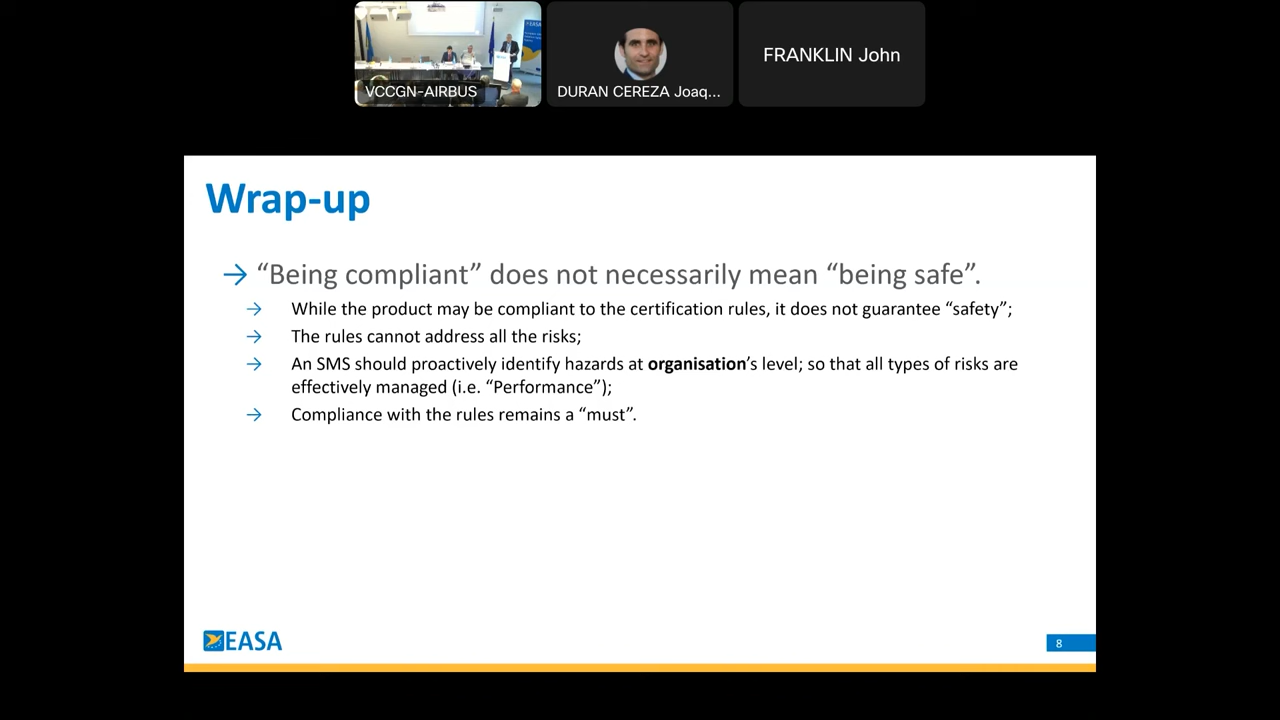 EASA
VCCGN-AIRBUS
DURAN CEREZA Joaq...
FRANKLIN John
Wrap-up
→ “Being compliant” does not necessarily mean “being safe”.
→ While the product may be compliant to the certification rules, it does not guarantee “safety”;
→ The rules cannot address all the risks;
→ An SMS should proactively identify hazards at organisation’s level; so that all types of risks are
effectively managed (i.e. “Performance”);
→ Compliance with the rules remains a “must”.
EASA
8